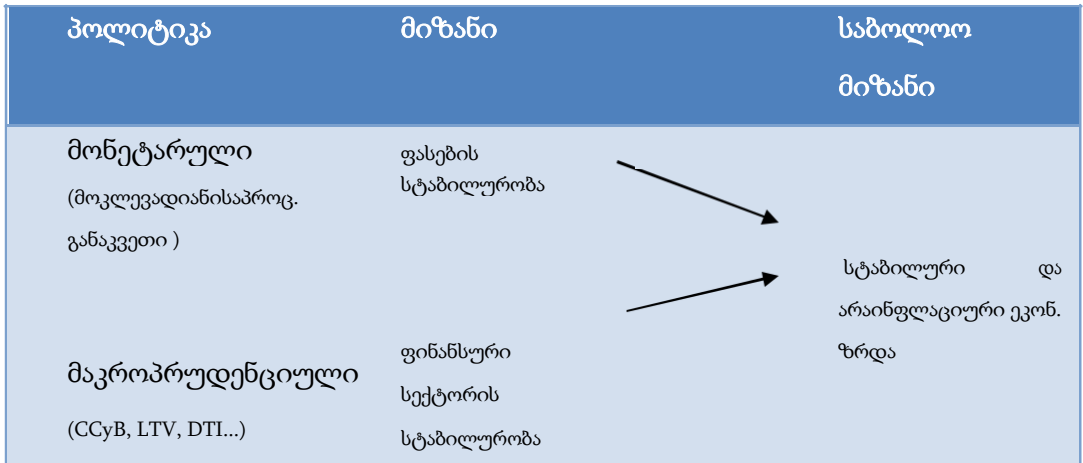 პოლიტიკა
მიზანი
საბოლოო
მიზანი
მონეტარული
(მოკლევადიანისაპროც.
განაკვეთი )
ფასების
სტაბილურობა
სტაბილური და
არაინფლაციური ეკონ.
ზრდა
მაკროპრუდენციული
(CCyB, LTV, DTI...)
ფინანსური
სექტორის
სტაბილურობა